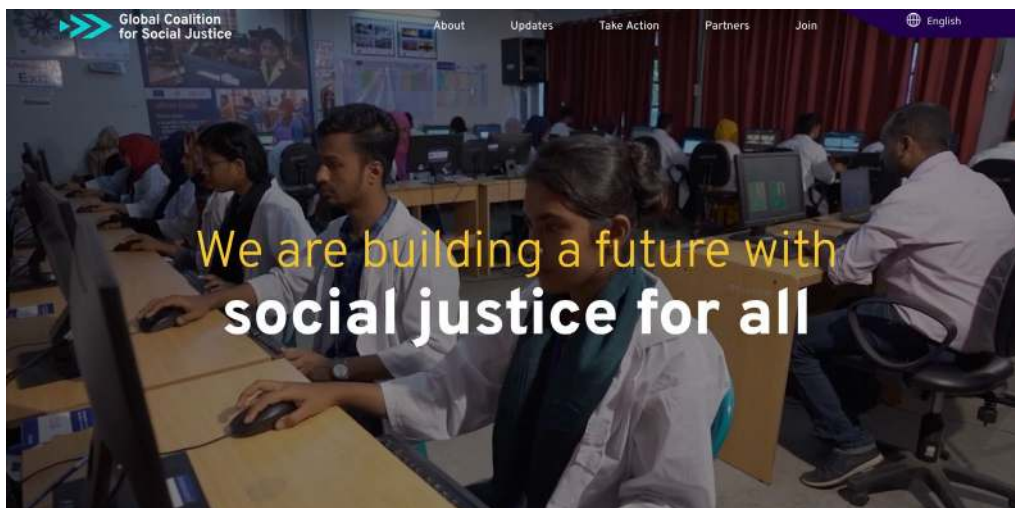 Global Coalition
for Social Justice
About Updates Take Action Partners Join
English
We are building a future with
social justice for all